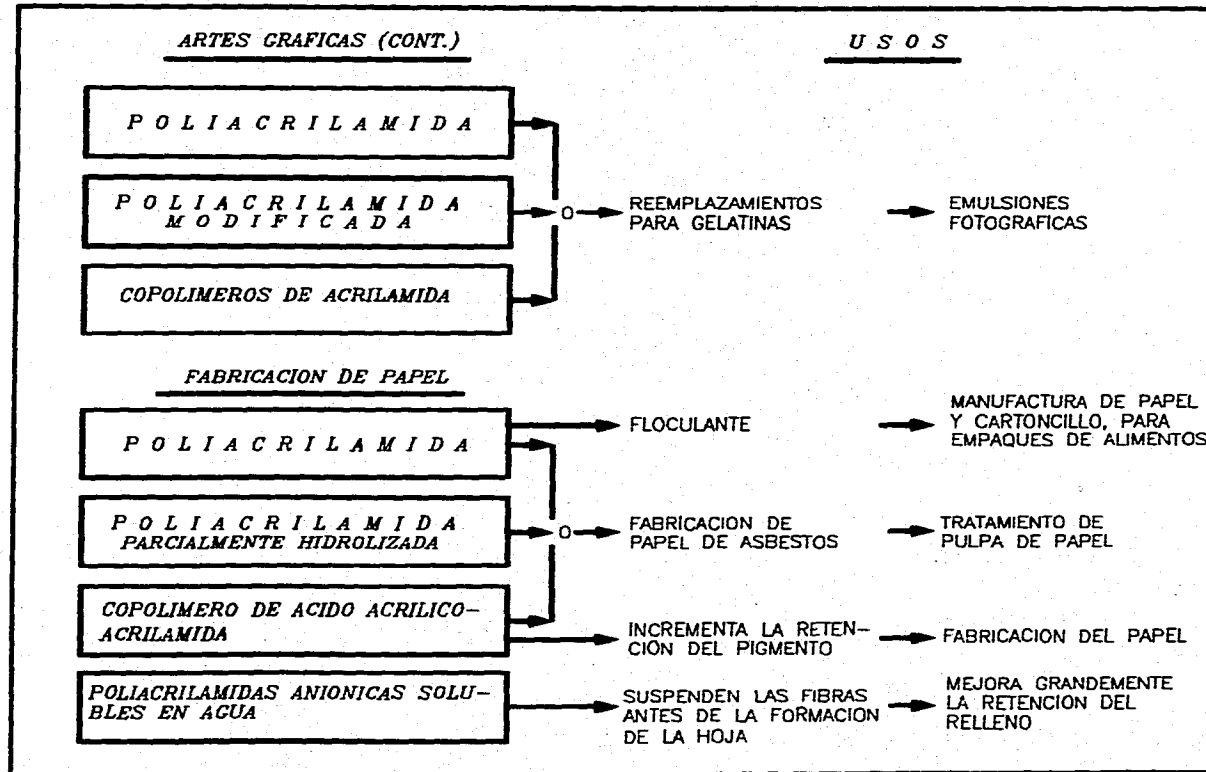 ARTES GRAFICAS (CONT.)
U S O S
P O L I A C R I L A M I D A
P O L I A C R I L A M I D A
M O D I F I C A D A
COPOLIMEROS DE ACRILAMIDA
O
REEMPLAZAMIENTOS
PARA GELATINAS
EMULSIONES
FOTOGRAFICAS
FABRICACION DE PAPEL
P O L I A C R I L A M I D A
FLOCULANTE
MANUFACTURA DE PAPEL
Y CARTONCILLO, PARA
EMPAQUES DE ALIMENTOS
P O L I A C R I L A M I D A
PARCIALMENTE HIDROLIZADA
O
FABRICACION DE
PAPEL DE ASBESTOS
TRATAMIENTO DE
PULPA DE PAPEL
COPOLIMERO DE ACIDO ACRILICO-
ACRILAMIDA
INCREMENTA LA RETEN-
CIÓN DEL PIGMENTO
FABRICACION DEL PAPEL
POLIACRILAMIDAS ANIONICAS SOLU-
BLES EN AGUA
SUSPENDEN LAS FIBRAS
ANTES DE LA FORMACION
DE LA HOJA
MEJORA GRANDEMENTE
LA RETENCION DEL
RELLENO